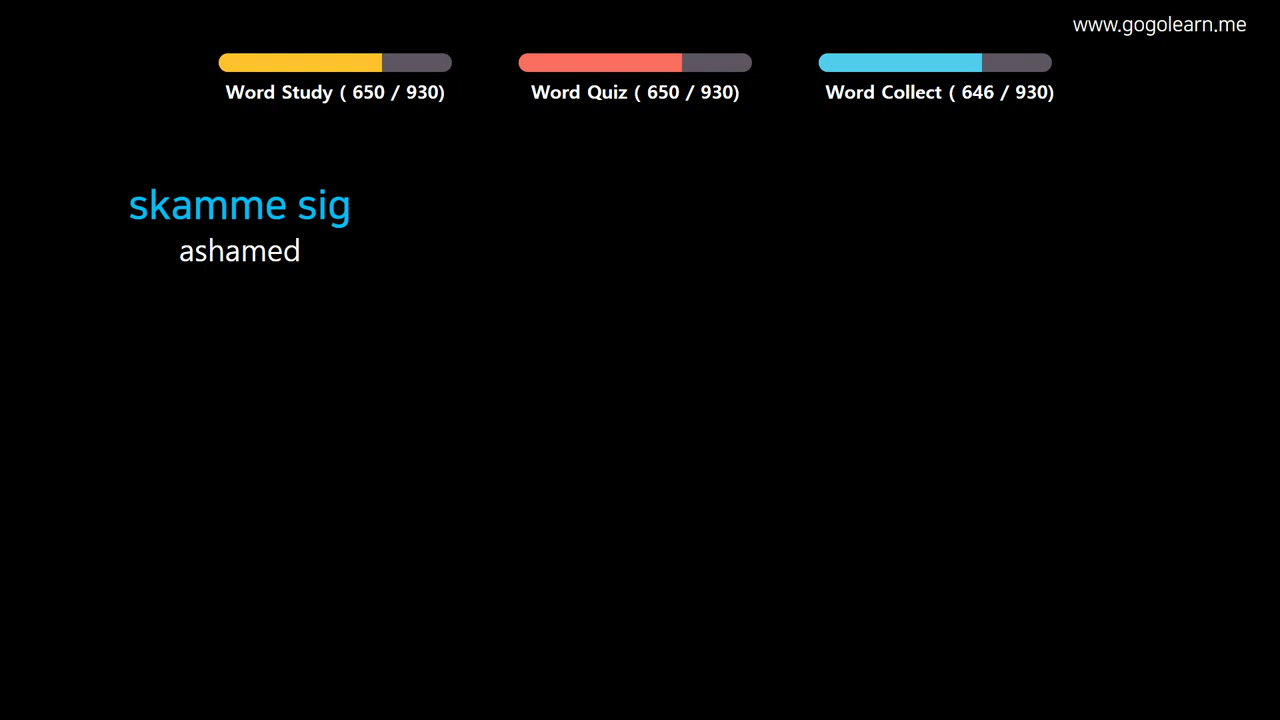 www.gogolearn.me
Word Study ( 650 / 930)
Word Quiz ( 650 / 930)
Word Collect ( 646 / 930)
skamme sig
ashamed